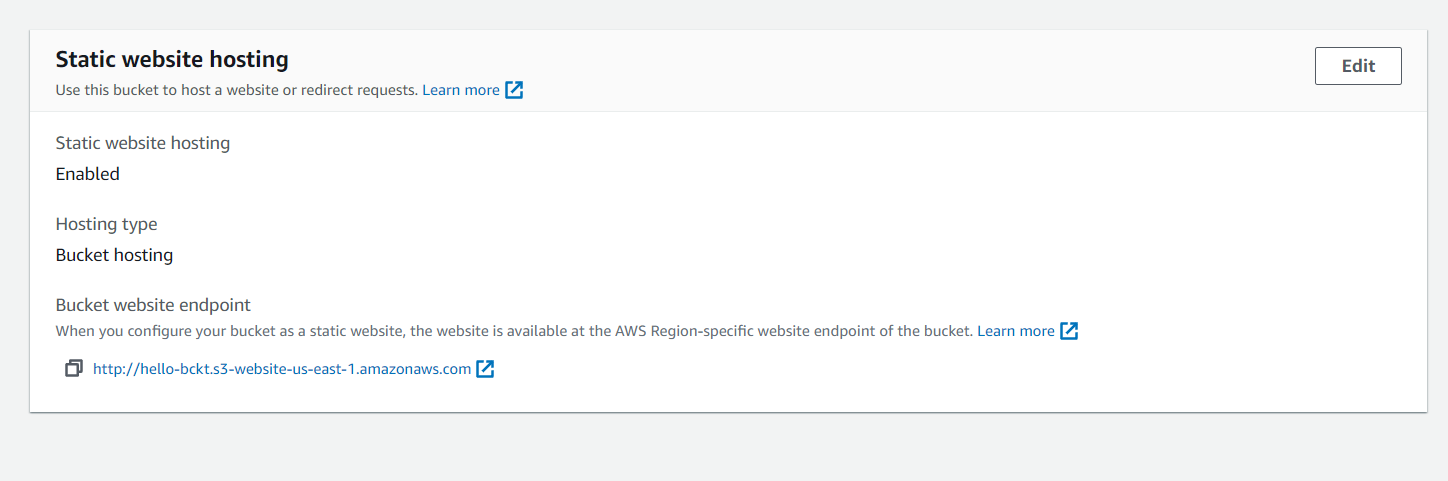 Static website hosting
Edit
Use this bucket to host a website or redirect requests. Learn more
Static website hosting
Enabled
Hosting type
Bucket hosting
Bucket website endpoint
When you configure your bucket as a static website, the website is available at the AWS Region-specific website endpoint of the bucket. Learn more
http://hello-bckt.s3-website-us-east-1.amazonaws.com